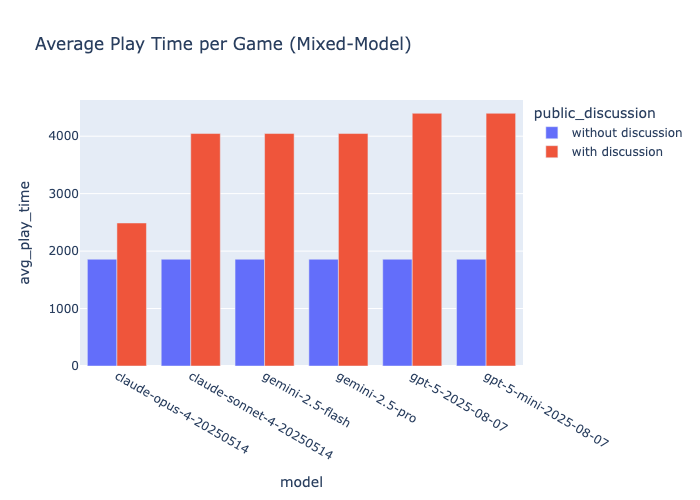 Average Play Time per Game (Mixed-Model)
public_discussion
without discussion
with discussion
avg_play_time
4000
3000
2000
1000
0
claude-opus-4-20250514
claude-sonnet-4-20250514
gemini-2.5-flash
gemini-2.5-pro
gpt-5-2025-08-07
gpt-5-mini-2025-08-07
model